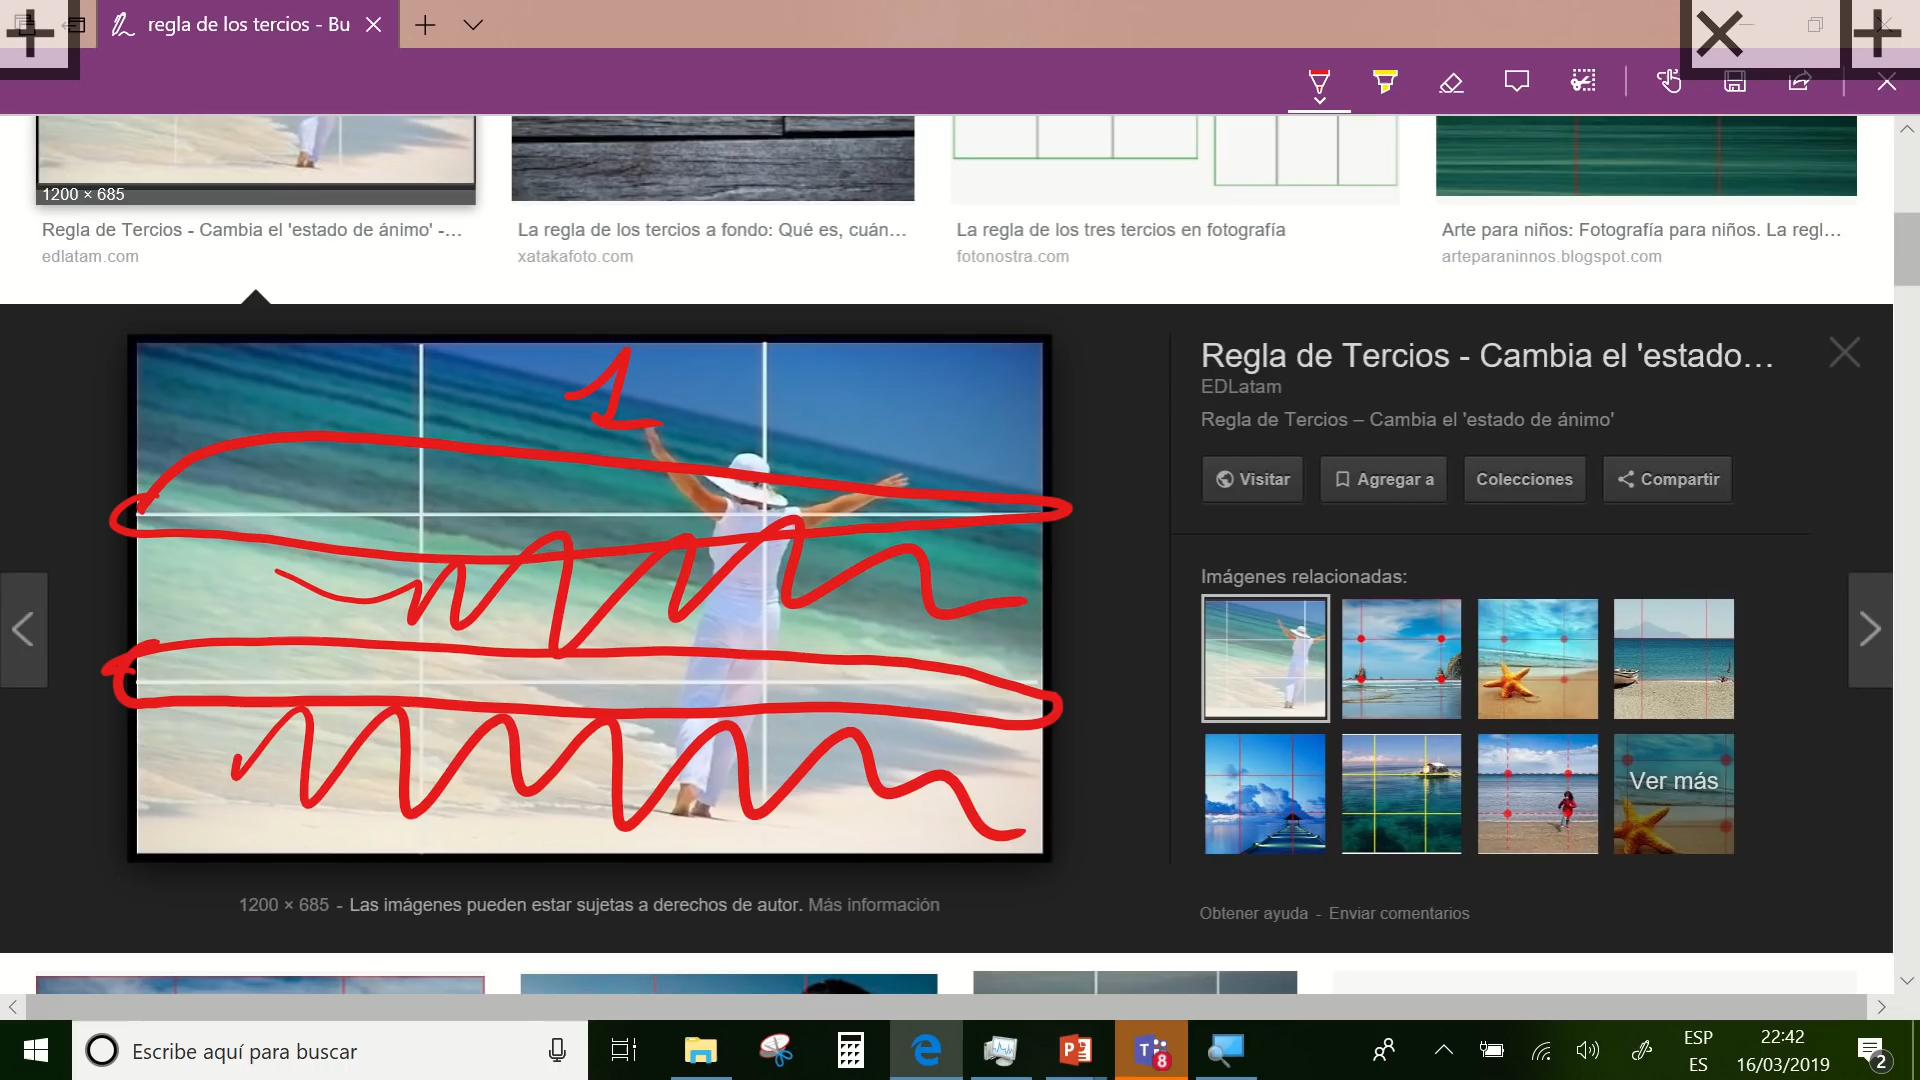 regla de los tercios - Bu
1200 × 685
Regla de Tercios - Cambia el 'estado de ánimo' -...
edlatam.com
La regla de los tercios a fondo: Qué es, cuán...
xatakafoto.com
La regla de los tres tercios en fotografía
fotonostra.com
Arte para niños: Fotografía para niños. La regl...
arteparaninnos.blogspot.com
1
Regla de Tercios - Cambia el 'estado...
EDLatam
Regla de Tercios – Cambia el 'estado de ánimo'
Visitar
Agregar a
Colecciones
Compartir
Imágenes relacionadas:
Ver más
1200 × 685 - Las imágenes pueden estar sujetas a derechos de autor. Más información
Obtener ayuda - Enviar comentarios
Escribe aquí para buscar
8
ESP
ES
22:42
16/03/2019
2